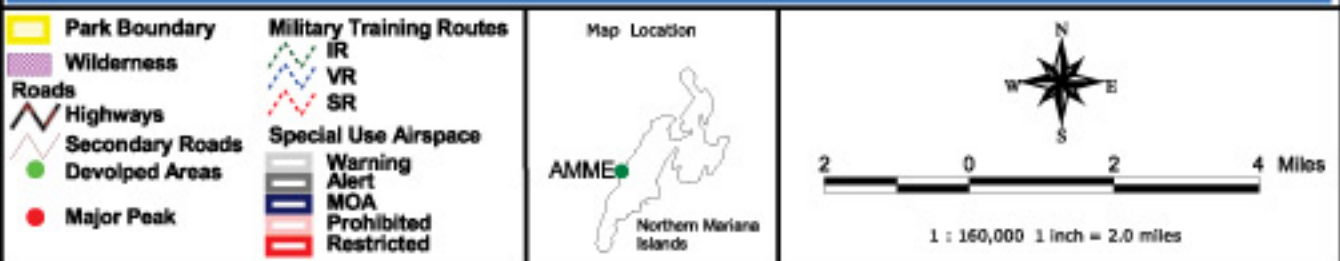 Park Boundary
Wilderness
Roads
Highways
Secondary Roads
Devolped Areas
Major Peak
Military Training Routes
IR
VR
SR
Special Use Airspace
Warning
Alert
MOA
Prohibited
Restricted
Map Location
AMME
Northern Mariana
Islands
N
W E
S
2 0 2 4 Miles
1 : 160,000 1 inch = 2.0 miles